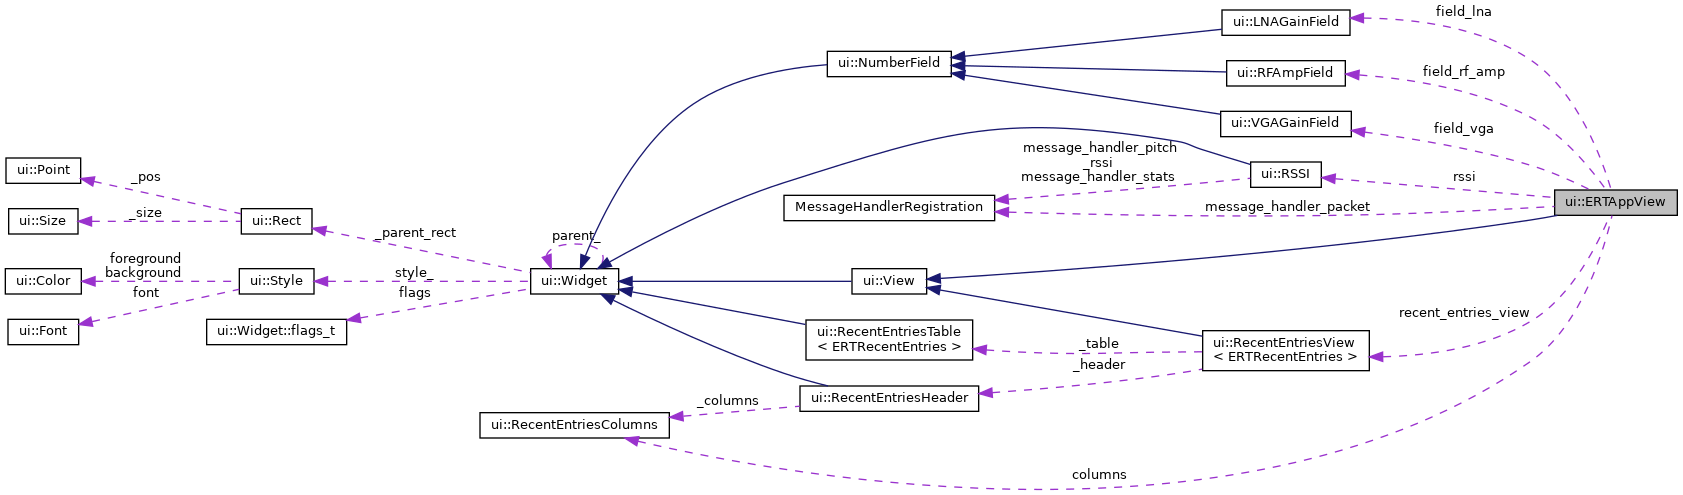 field_lna
ui::LNAGainField
ui::NumberField
field_rf_amp
ui::RFAmpField
field_vga
ui::VGAGainField
message_handler_pitch
_rssi
message_handler_stats
ui::RSSI
rssi
ui::ERTAppView
ui::Point
_pos
MessageHandlerRegistration
message_handler_packet
ui::Size
_size
ui::Rect
_parent_rect
parent_
foreground
background
ui::Color
ui::Style
style_
ui::Widget
ui::View
font
flags
ui::Font
ui::Widget::flags_t
recent_entries_view
ui::RecentEntriesTable
< ERTRecentEntries >
_table
ui::RecentEntriesView
< ERTRecentEntries >
_header
ui::RecentEntriesHeader
_columns
ui::RecentEntriesColumns
columns